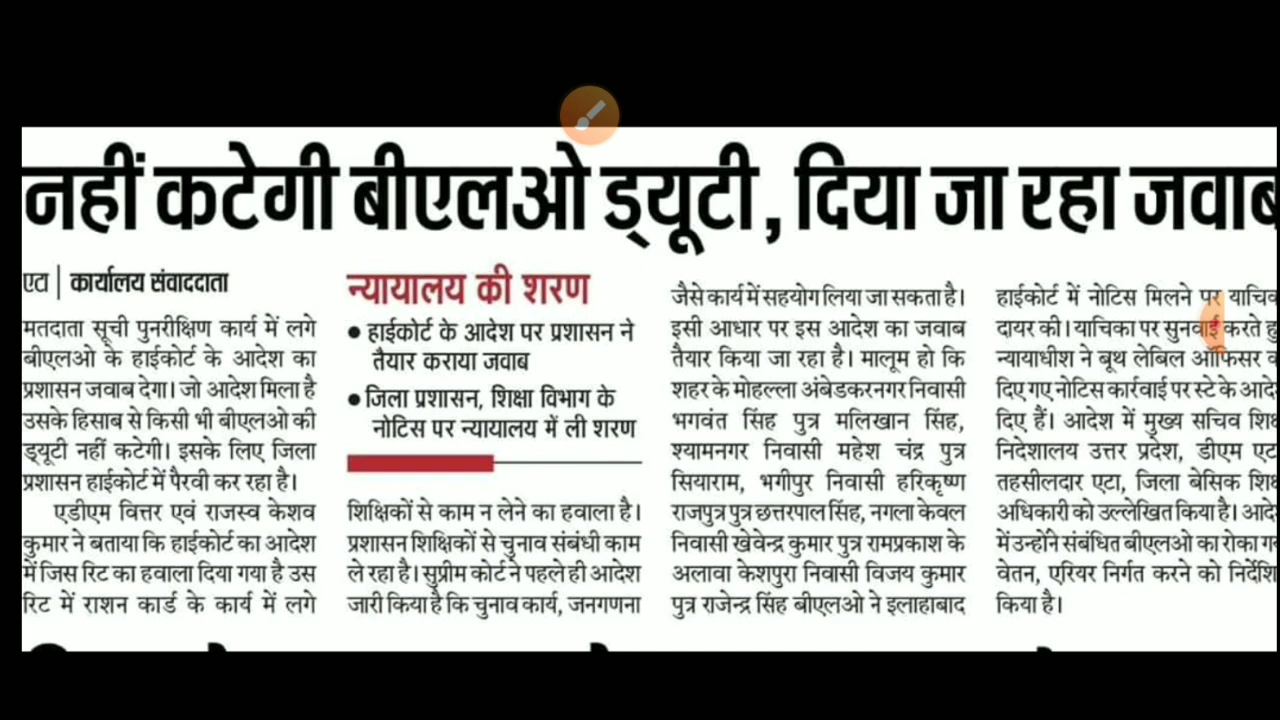 नहीं कटेगी बीएलओ ड्यूटी, दिया जा रहा जवाब
एटा | कार्यालय संवाददाता
मतदाता सूची पुनरीक्षिण कार्य में लगे
बीएलओ के हाईकोर्ट के आदेश का
प्रशासन जवाब देगा। जो आदेश मिला है
उसके हिसाब से किसी भी बीएलओ की
ड्यूटी नहीं कटेगी। इसके लिए जिला
प्रशासन हाईकोर्ट में पैरवी कर रहा है।
एडीएम वित्तर एवं राजस्व केशव
कुमार ने बताया कि हाईकोर्ट का आदेश
में जिस रिट का हवाला दिया गया है उस
रिट में राशन कार्ड के कार्य में लगे
न्यायालय की शरण
● हाईकोर्ट के आदेश पर प्रशासन ने
तैयार कराया जवाब
● जिला प्रशासन, शिक्षा विभाग के
नोटिस पर न्यायालय में ली शरण
शिक्षिकों से काम न लेने का हवाला है।
प्रशासन शिक्षिकों से चुनाव संबंधी काम
ले रहा है। सुप्रीम कोर्ट ने पहले ही आदेश
जारी किया है कि चुनाव कार्य, जनगणना
जैसे कार्य में सहयोग लिया जा सकता है।
इसी आधार पर इस आदेश का जवाब
तैयार किया जा रहा है। मालूम हो कि
शहर के मोहल्ला अंबेडकरनगर निवासी
भगवंत सिंह पुत्र मलिखान सिंह,
श्यामनगर निवासी महेश चंद्र पुत्र
सियाराम, भगीपुर निवासी हरिकृष्ण
राजपुत्र पुत्र छत्तरपाल सिंह, नगला केवल
निवासी खेवेन्द्र कुमार पुत्र रामप्रकाश के
अलावा केशपुरा निवासी विजय कुमार
पुत्र राजेन्द्र सिंह बीएलओ ने इलाहाबाद
हाईकोर्ट में नोटिस मिलने पर
दायर की। याचिका पर सुनवाई करते
न्यायाधीश ने बूथ लेबिल ऑफिसर
दिए गए नोटिस कार्रवाई पर स्टे के
दिए हैं। आदेश में मुख्य सचिव
निदेशालय उत्तर प्रदेश, डीएम
तहसीलदार एटा, जिला बेसिक
अधिकारी को उल्लेखित किया है।
में उन्होंने संबंधित बीएलओ का रोका
वेतन, एरियर निर्गत करने को
किया है।